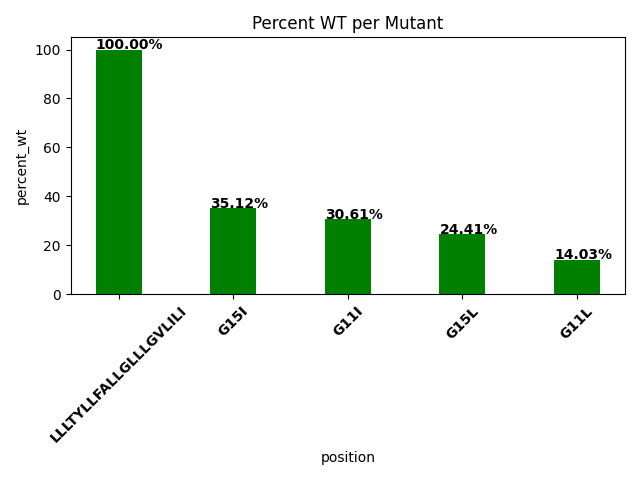 Percent WT per Mutant
percent_wt
100
80
60
40
20
0
100.00%
35.12%
30.61%
24.41%
14.03%
LLLTYLLFALLGLLLGVLILI
G15I
G11I
G15L
G11L
position